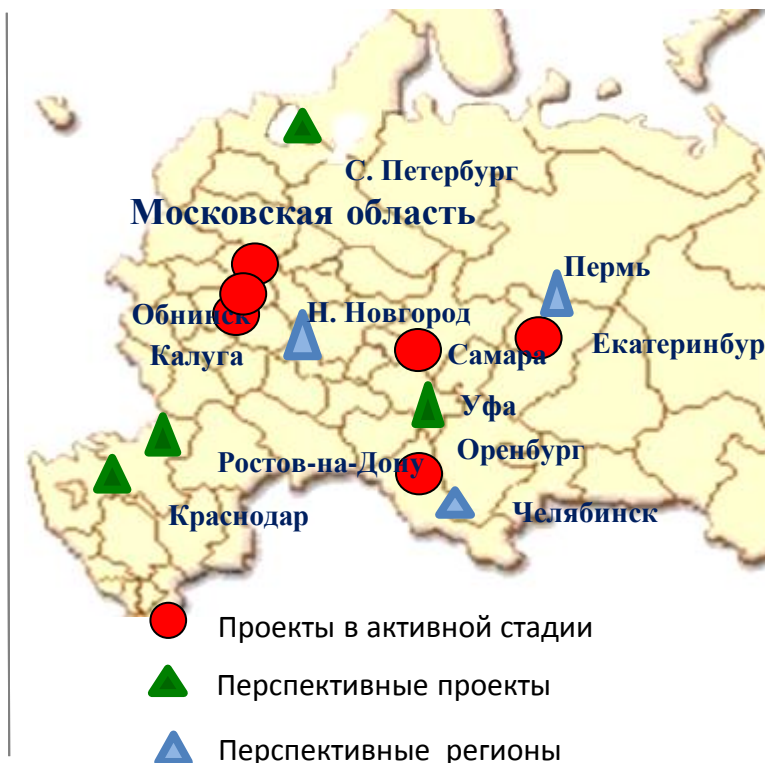 С. Петербург
Московская область
Пермь
Обнинск
Н. Новгород
Калуга
Самара
Екатеринбур
Уфа
Ростов-на-Дону
Оренбург
Краснодар
Челябинск
Проекты в активной стадии
Перспективные проекты
Перспективные регионы